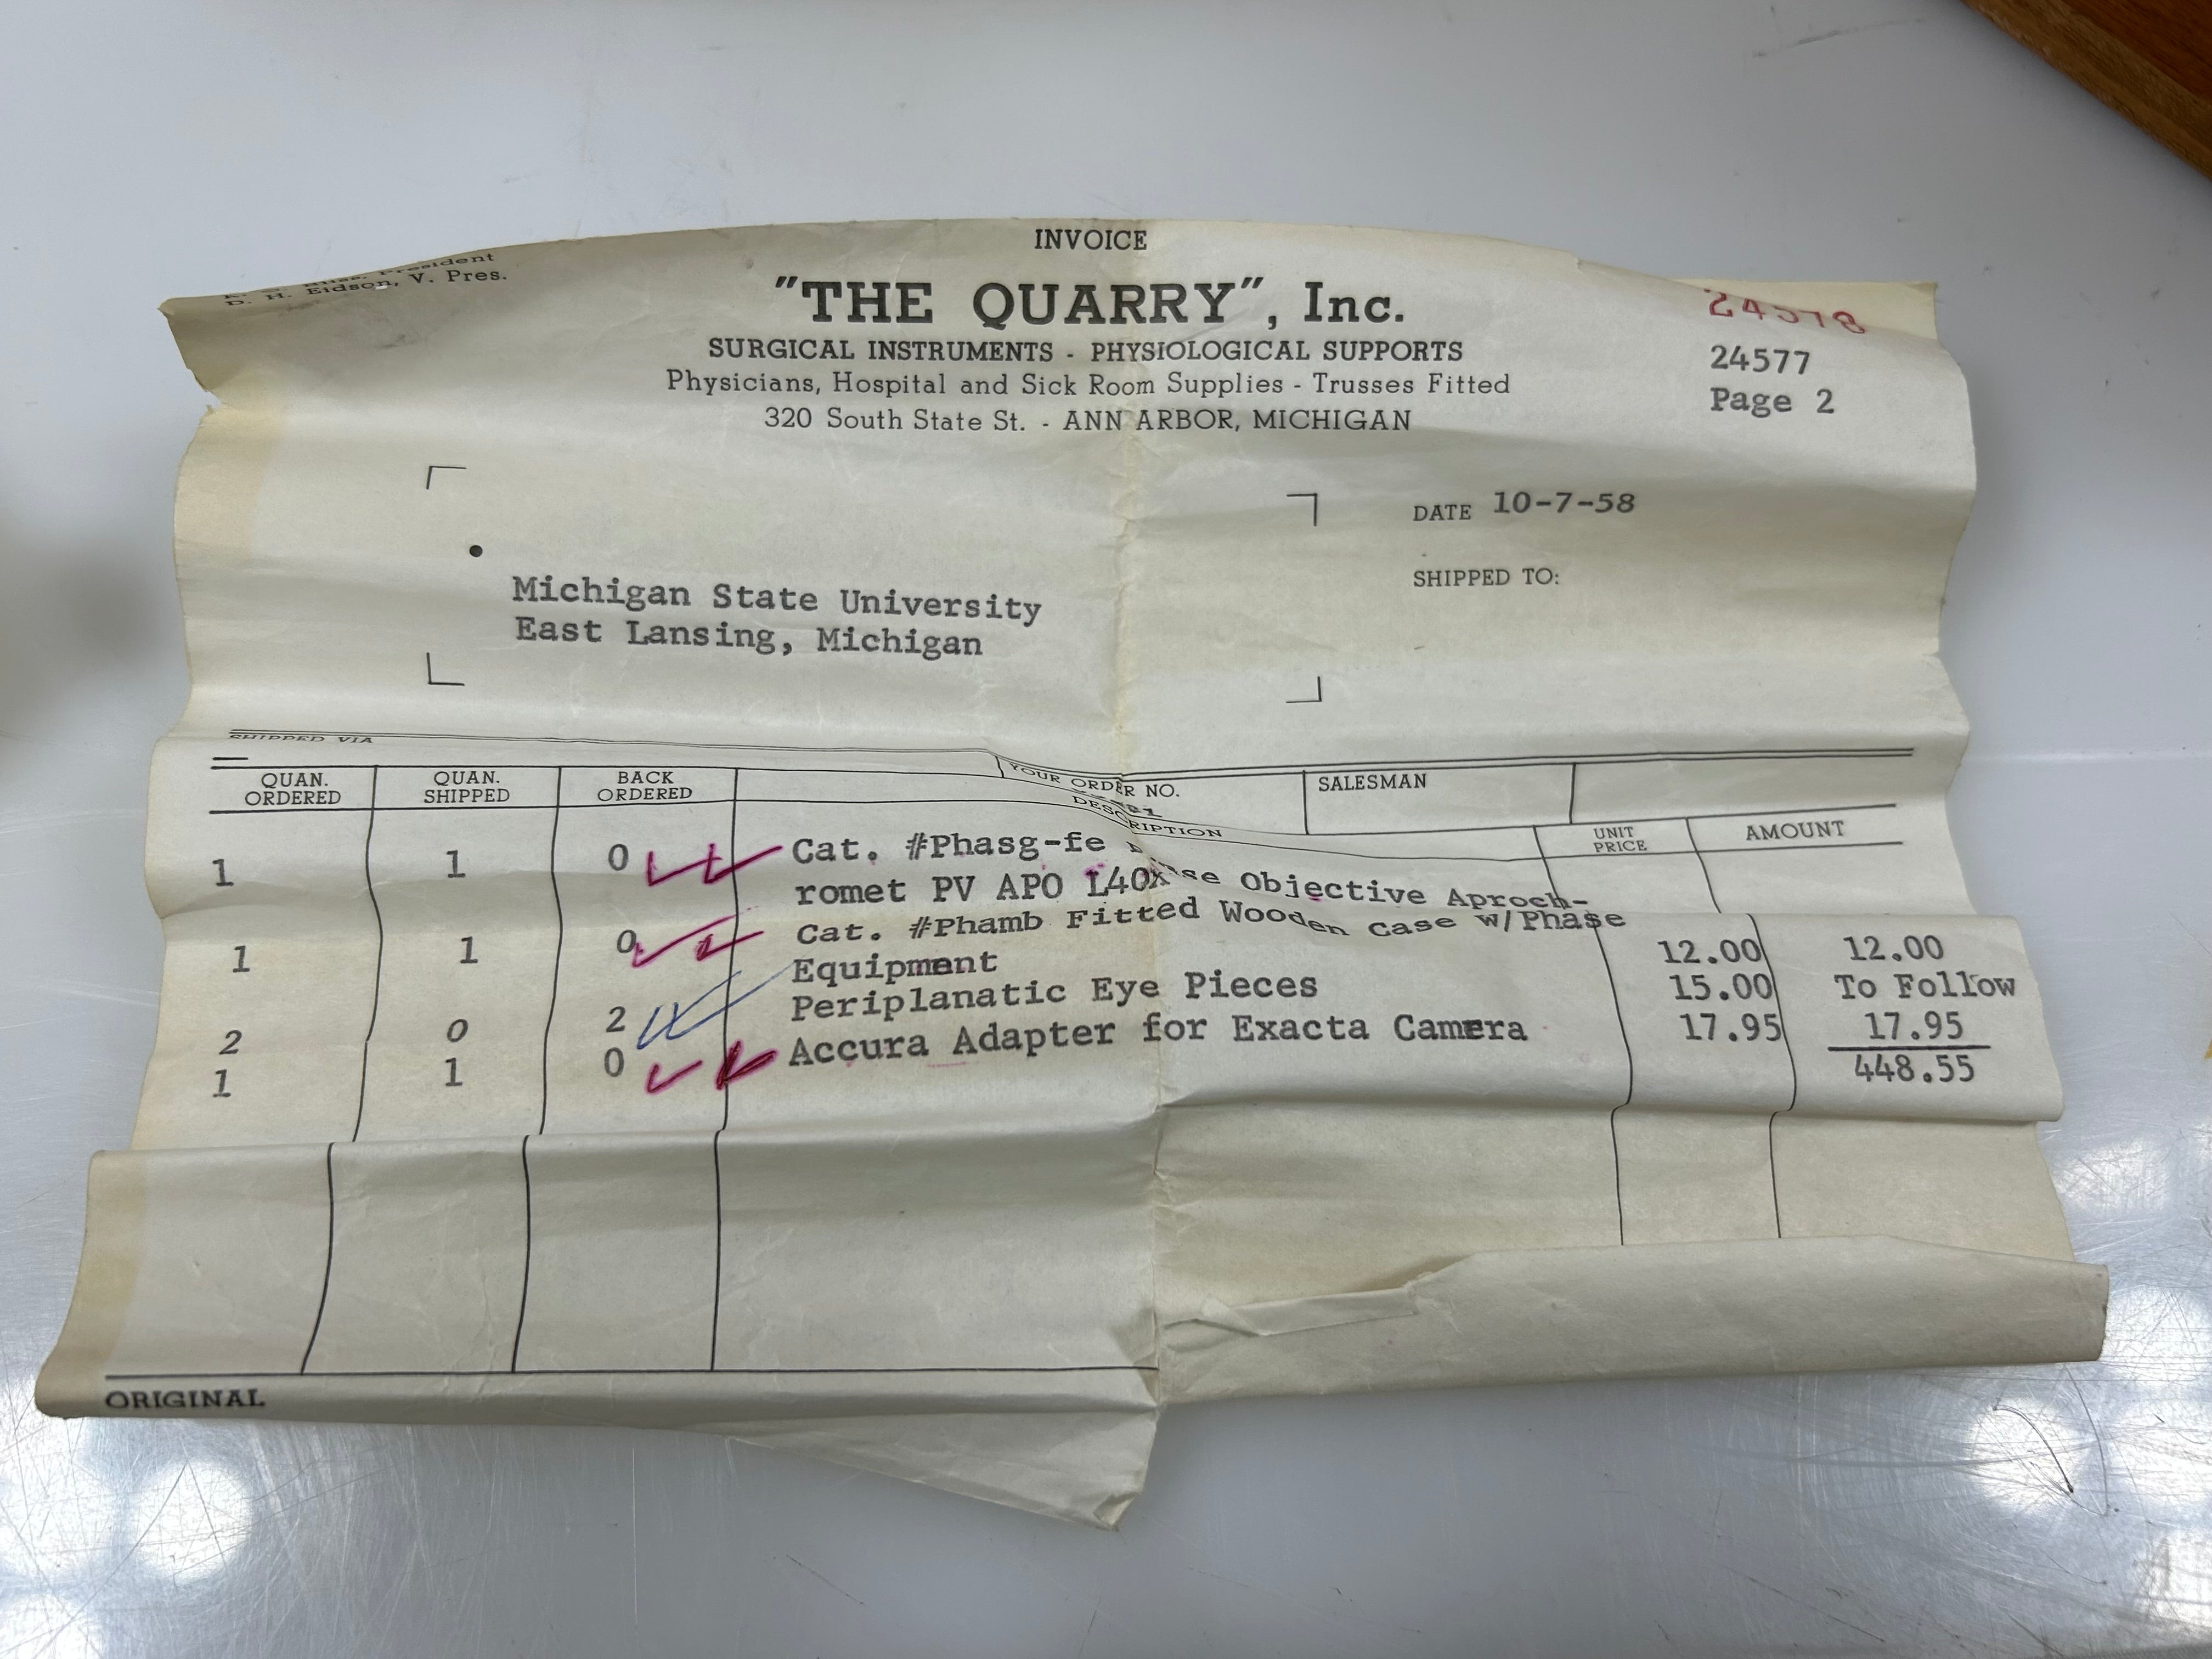 INVOICE
President
D. H. Eidson, V. Pres.
"THE QUARRY", Inc.
SURGICAL INSTRUMENTS - PHYSIOLOGICAL SUPPORTS
Physicians, Hospital and Sick Room Supplies - Trusses Fitted
320 South State St. - ANN ARBOR, MICHIGAN
24578
24577
Page 2
DATE 10-7-58
SHIPPED TO:
Michigan State University
East Lansing, Michigan
SHIPPED VIA
YOUR ORDER NO.
SALESMAN
QUAN. ORDERED
QUAN. SHIPPED
BACK ORDERED
DESCRIPTION
UNIT PRICE
AMOUNT
1 1 0 Cat. #Phasg-fe Objective Aproch-
romet PV APO L40X
1 1 0 Cat. #Phamb Fitted Wooden Case w/Phase
Equipment 12.00 12.00
2 0 2 Periplanatic Eye Pieces 15.00 To Follow
1 1 0 Accura Adapter for Exacta Camera 17.95 17.95
448.55
ORIGINAL